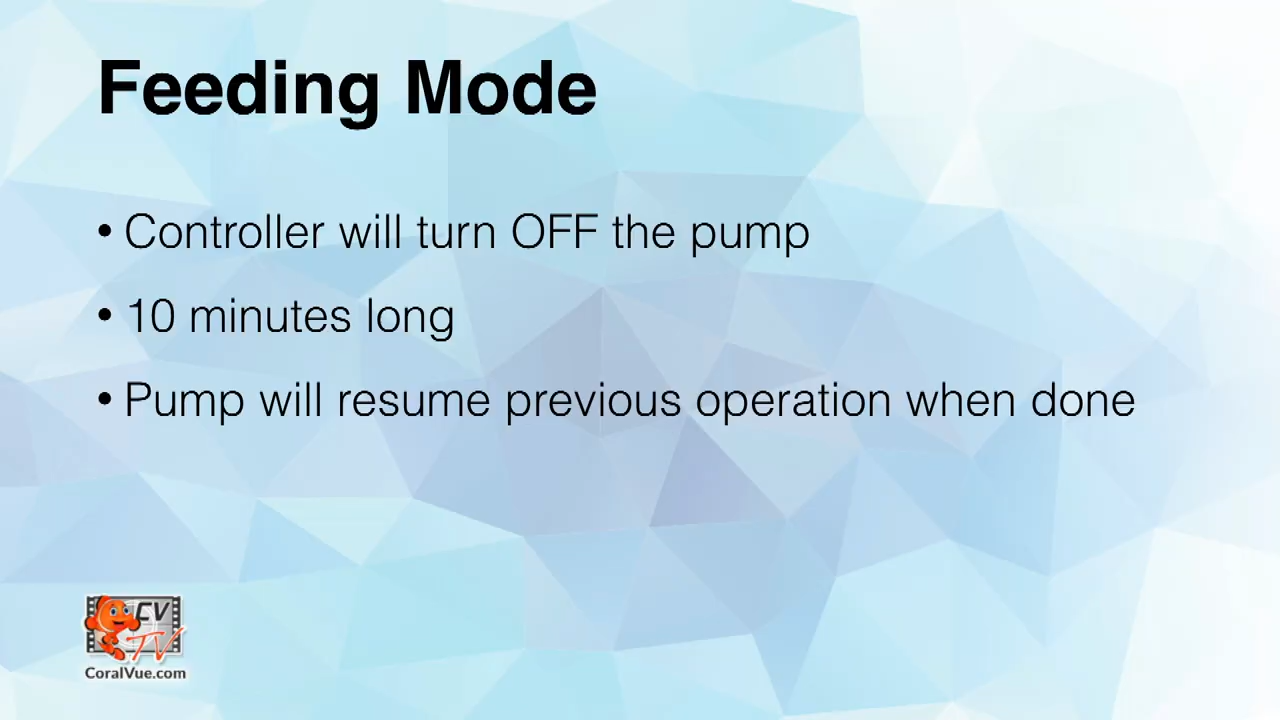 Feeding Mode
• Controller will turn OFF the pump
• 10 minutes long
• Pump will resume previous operation when done
CV
TV
CoralVue.com